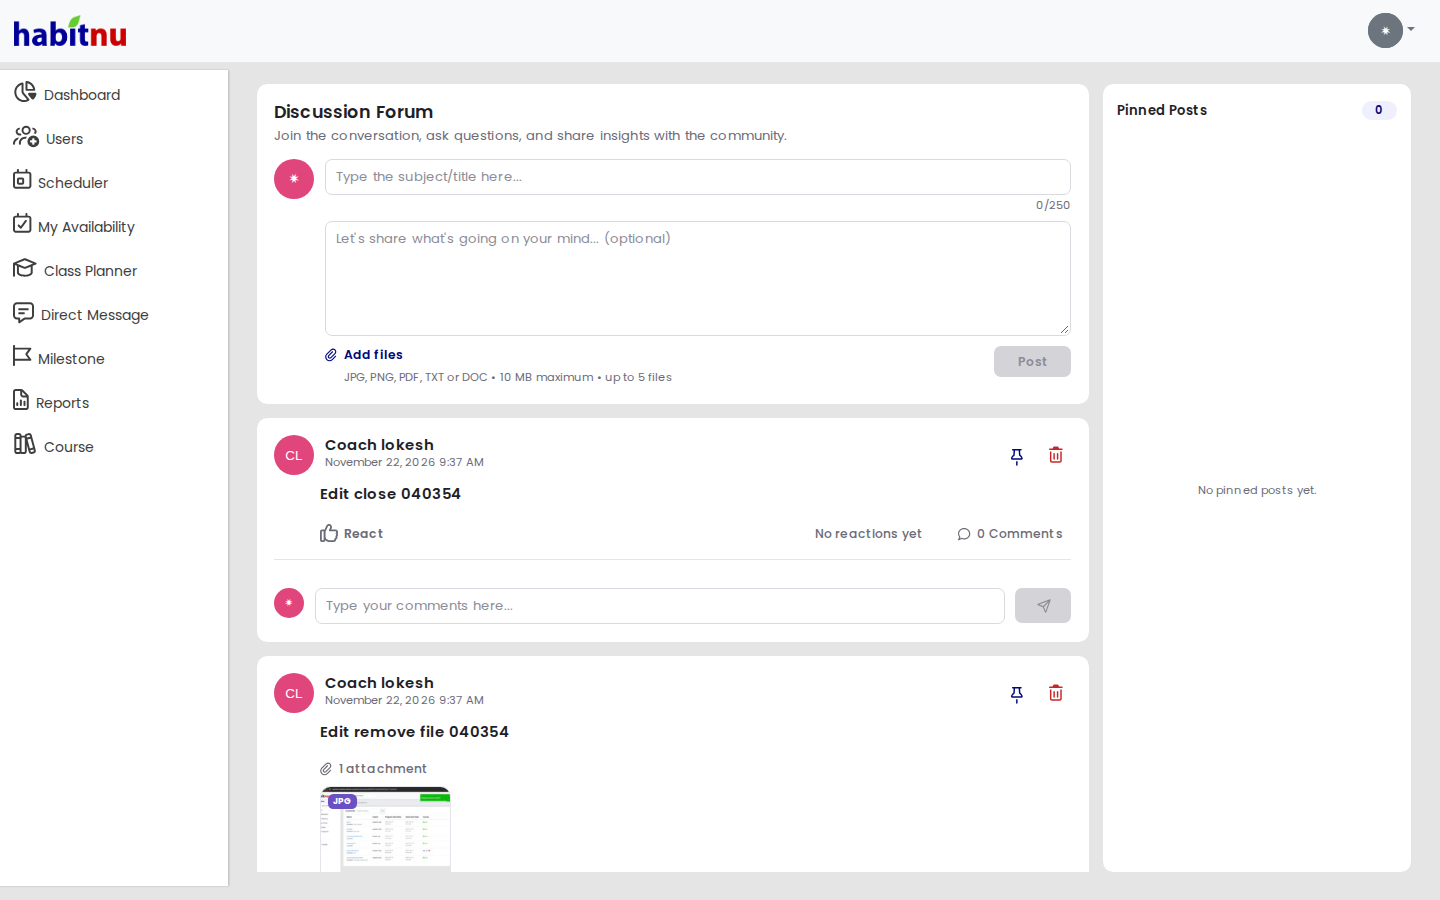 habitnu
Dashboard
Users
Scheduler
My Availability
Class Planner
Direct Message
Milestone
Reports
Course
Discussion Forum
Join the conversation, ask questions, and share insights with the community.
Type the subject/title here...
0/250
Let's share what's going on your mind... (optional)
Add files
JPG, PNG, PDF, TXT or DOC • 10 MB maximum • up to 5 files
Post
CL
Coach lokesh
November 22, 2026 9:37 AM
Edit close 040354
React
No reactions yet
0 Comments
Type your comments here...
CL
Coach lokesh
November 22, 2026 9:37 AM
Edit remove file 040354
1 attachment
JPG
Pinned Posts
0
No pinned posts yet.